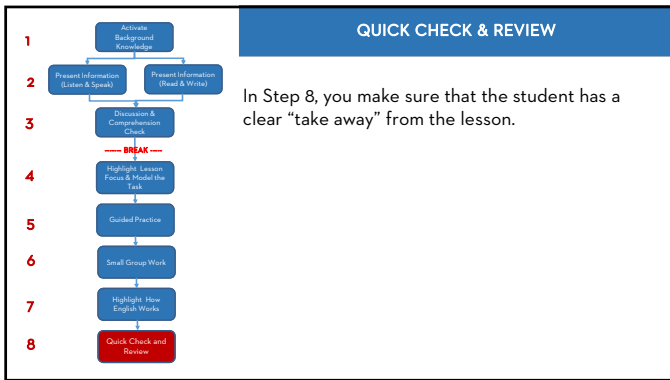 QUICK CHECK & REVIEW
In Step 8, you make sure that the student has a
clear “take away” from the lesson.
1
Activate
Background
Knowledge
2
Present Information
(Listen & Speak)
Present Information
(Read & Write)
3
Discussion &
Comprehension
Check
------- BREAK -----
4
Highlight Lesson
Focus & Model the
Task
5
Guided Practice
6
Small Group Work
7
Highlight How
English Works
8
Quick Check and
Review